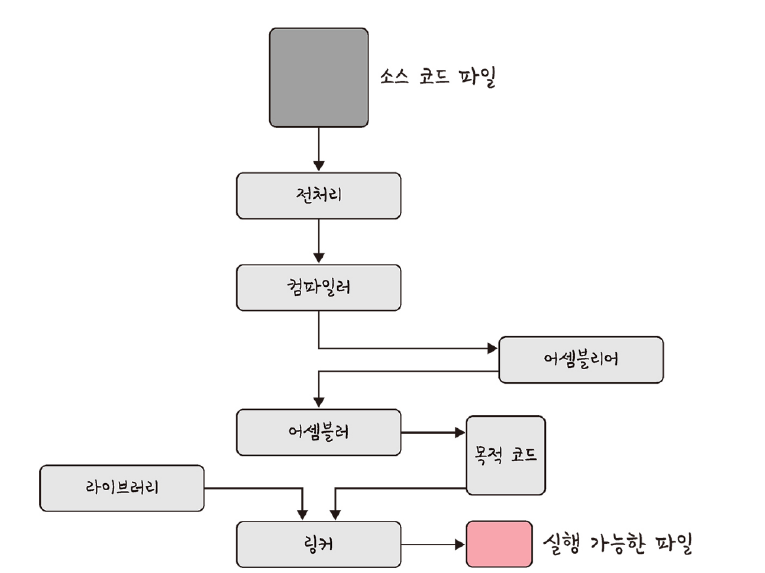 소스 코드 파일
전처리
컴파일러
어셈블리어
어셈블러
목적 코드
라이브러리
링커
실행 가능한 파일